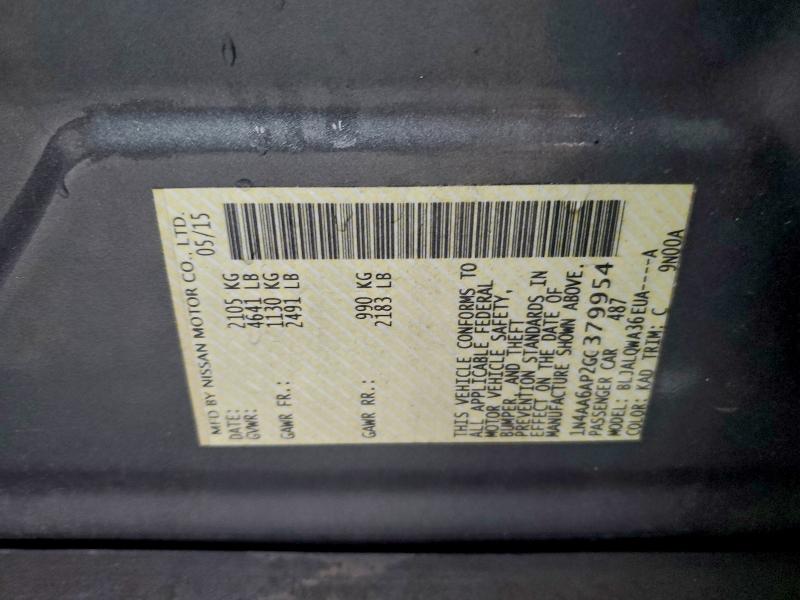 MFD BY NISSAN MOTOR CO., LTD.
DATE: 05/15
GVWR: 2105 KG
4641 LB
GAWR FR.: 1130 KG
2491 LB
GAWR RR.: 990 KG
2183 LB
THIS VEHICLE CONFORMS TO
ALL APPLICABLE FEDERAL
MOTOR VEHICLE SAFETY,
BUMPER, AND THEFT
PREVENTION STANDARDS IN
EFFECT ON THE DATE OF
MANUFACTURE SHOWN ABOVE.
1N4AA6AP2GC379954
PASSENGER CAR 487
MODEL: BLJALQWA36EUA----A
COLOR: KAD TRIM: C 9N00A